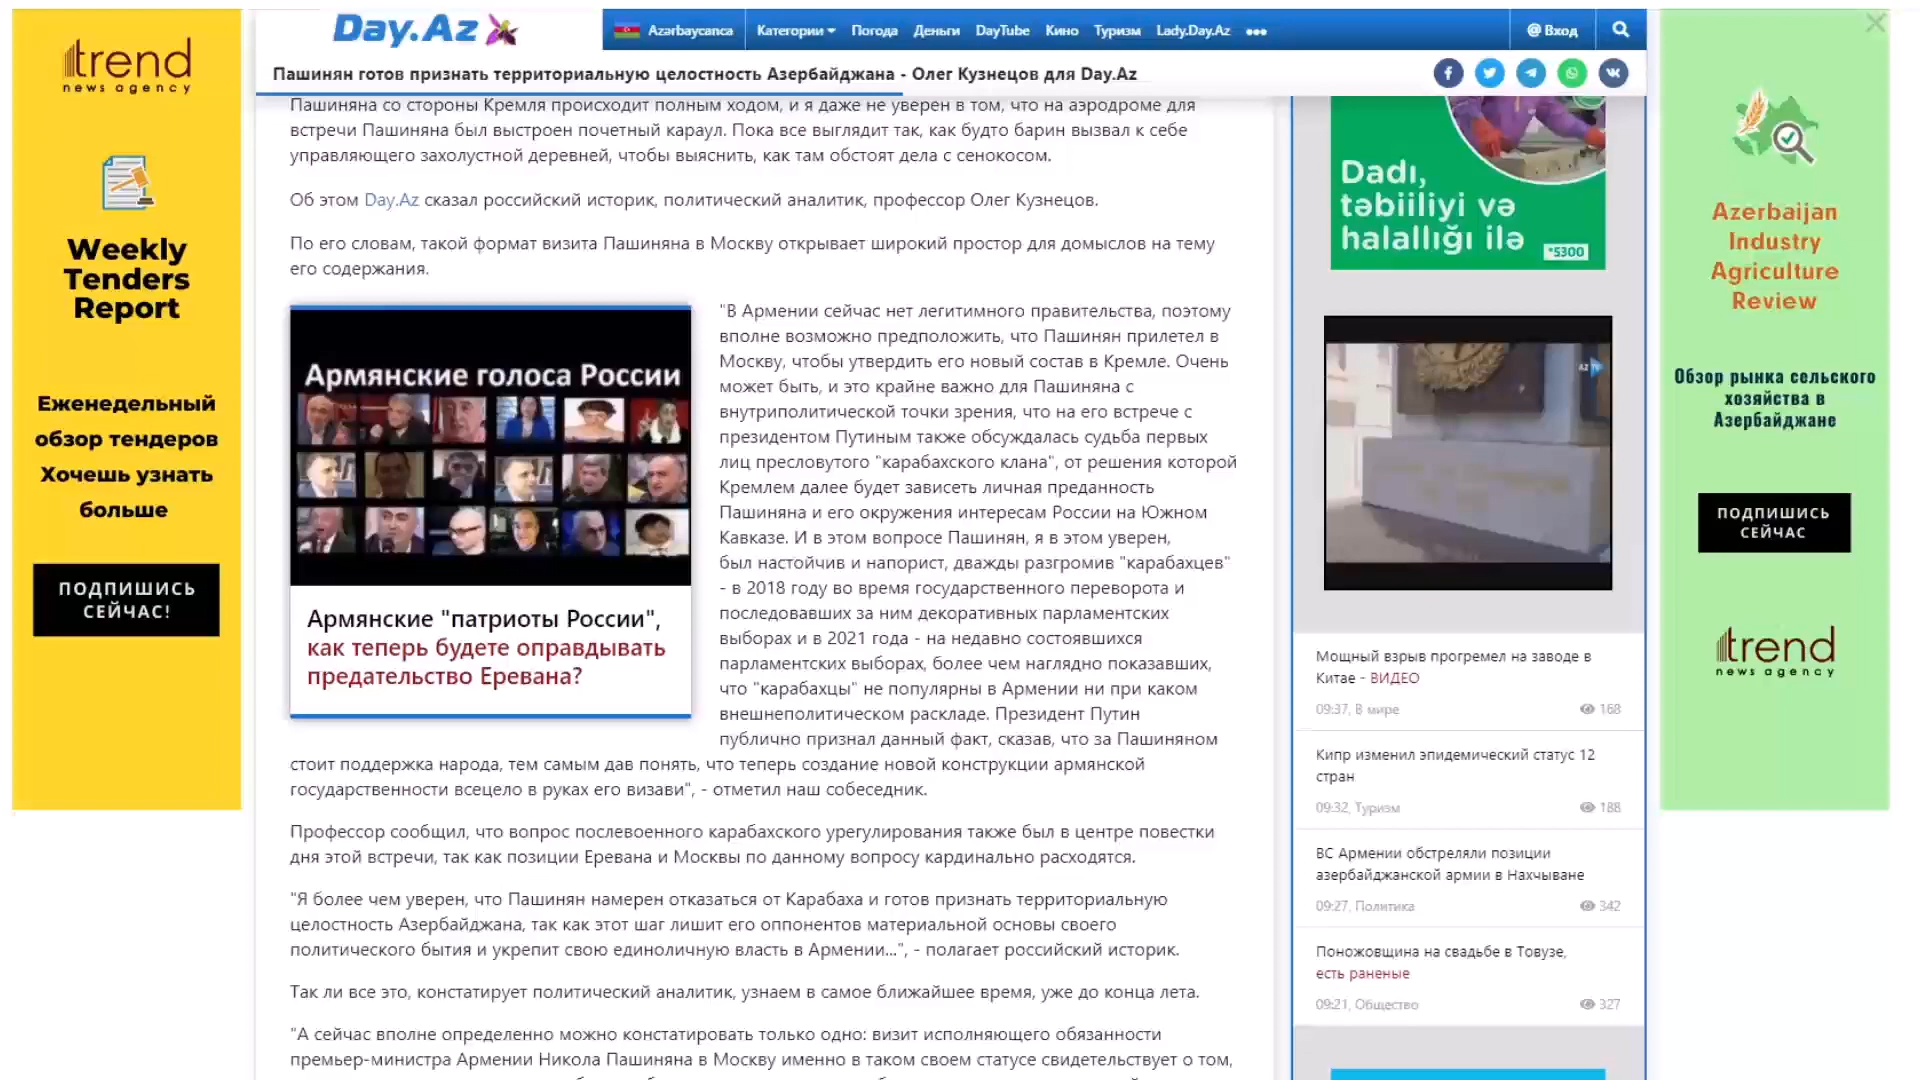 trend
news agency
Weekly
Tenders
Report
Еженедельный
обзор тендеров
Хочешь узнать
больше
ПОДПИШИСЬ
СЕЙЧАС!
Day.Az
Azərbaycanca
Категории
Погода
Деньги
DayTube
Кино
Туризм
Lady.Day.Az
Вход
Пашинян готов признать территориальную целостность Азербайджана - Олег Кузнецов для Day.Az
Пашиняна со стороны Кремля происходит полным ходом, и я даже не уверен в том, что на аэродроме для
встречи Пашиняна был выстроен почетный караул. Пока все выглядит так, как будто барин вызвал к себе
управляющего захолустной деревней, чтобы выяснить, как там обстоят дела с сенокосом.
Об этом Day.Az сказал российский историк, политический аналитик, профессор Олег Кузнецов.
По его словам, такой формат визита Пашиняна в Москву открывает широкий простор для домыслов на тему
его содержания.
Армянские голоса России
Армянские "патриоты России",
как теперь будете оправдывать
предательство Еревана?
"В Армении сейчас нет легитимного правительства, поэтому
вполне возможно предположить, что Пашинян прилетел в
Москву, чтобы утвердить его новый состав в Кремле. Очень
может быть, и это крайне важно для Пашиняна с
внутриполитической точки зрения, что на его встрече с
президентом Путиным также обсуждалась судьба первых
лиц пресловутого "карабахского клана", от решения которой
Кремлем далее будет зависеть личная преданность
Пашиняна и его окружения интересам России на Южном
Кавказе. И в этом вопросе Пашинян, я в этом уверен,
был настойчив и напорист, дважды разгромив "карабахцев"
- в 2018 году во время государственного переворота и
последовавших за ним декоративных парламентских
выборах и в 2021 года - на недавно состоявшихся
парламентских выборах, более чем наглядно показавших,
что "карабахцы" не популярны в Армении ни при каком
внешнеполитическом раскладе. Президент Путин
публично признал данный факт, сказав, что за Пашиняном
стоит поддержка народа, тем самым дав понять, что теперь создание новой конструкции армянской
государственности всецело в руках его визави", - отметил наш собеседник.
Профессор сообщил, что вопрос послевоенного карабахского урегулирования также был в центре повестки
дня этой встречи, так как позиции Еревана и Москвы по данному вопросу кардинально расходятся.
"Я более чем уверен, что Пашинян намерен отказаться от Карабаха и готов признать территориальную
целостность Азербайджана, так как этот шаг лишит его оппонентов материальной основы своего
политического бытия и укрепит свою единоличную власть в Армении...", - полагает российский историк.
Так ли все это, констатирует политический аналитик, узнаем в самое ближайшее время, уже до конца лета.
"А сейчас вполне определенно можно констатировать только одно: визит исполняющего обязанности
премьер-министра Армении Никола Пашиняна в Москву именно в таком своем статусе свидетельствует о том,
Dadı,
təbiiliyi və
halallığı ilə
*5300
Мощный взрыв прогремел на заводе в
Китае - ВИДЕО
09:37, В мире
168
Кипр изменил эпидемический статус 12
стран
09:32, Туризм
188
ВС Армении обстреляли позиции
азербайджанской армии в Нахчыване
09:27, Политика
342
Поножовщина на свадьбе в Товузе,
есть раненые
09:21, Общество
327
Azerbaijan
Industry
Agriculture
Review
Обзор рынка сельского
хозяйства в
Азербайджане
ПОДПИШИСЬ
СЕЙЧАС
trend
news agency